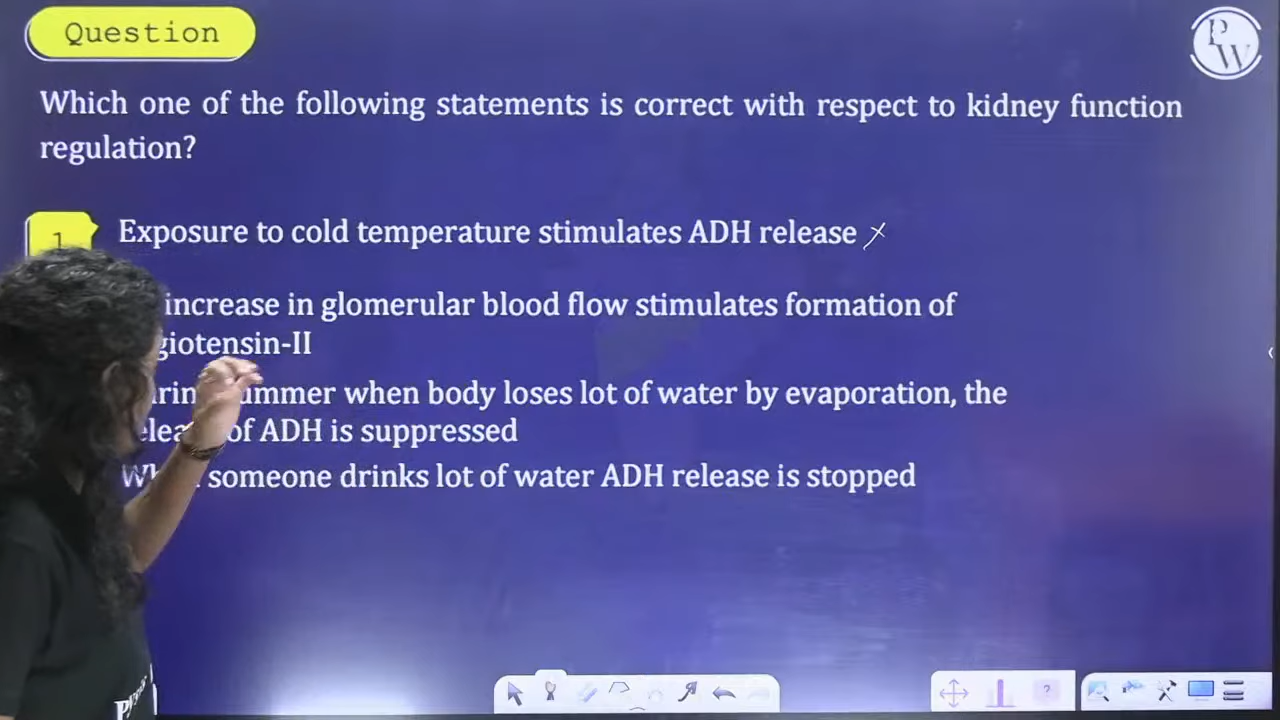 Question
PW
Which one of the following statements is correct with respect to kidney function
regulation?
1
Exposure to cold temperature stimulates ADH release ✗
increase in glomerular blood flow stimulates formation of
giotensin-II
summer when body loses lot of water by evaporation, the
of ADH is suppressed
someone drinks lot of water ADH release is stopped